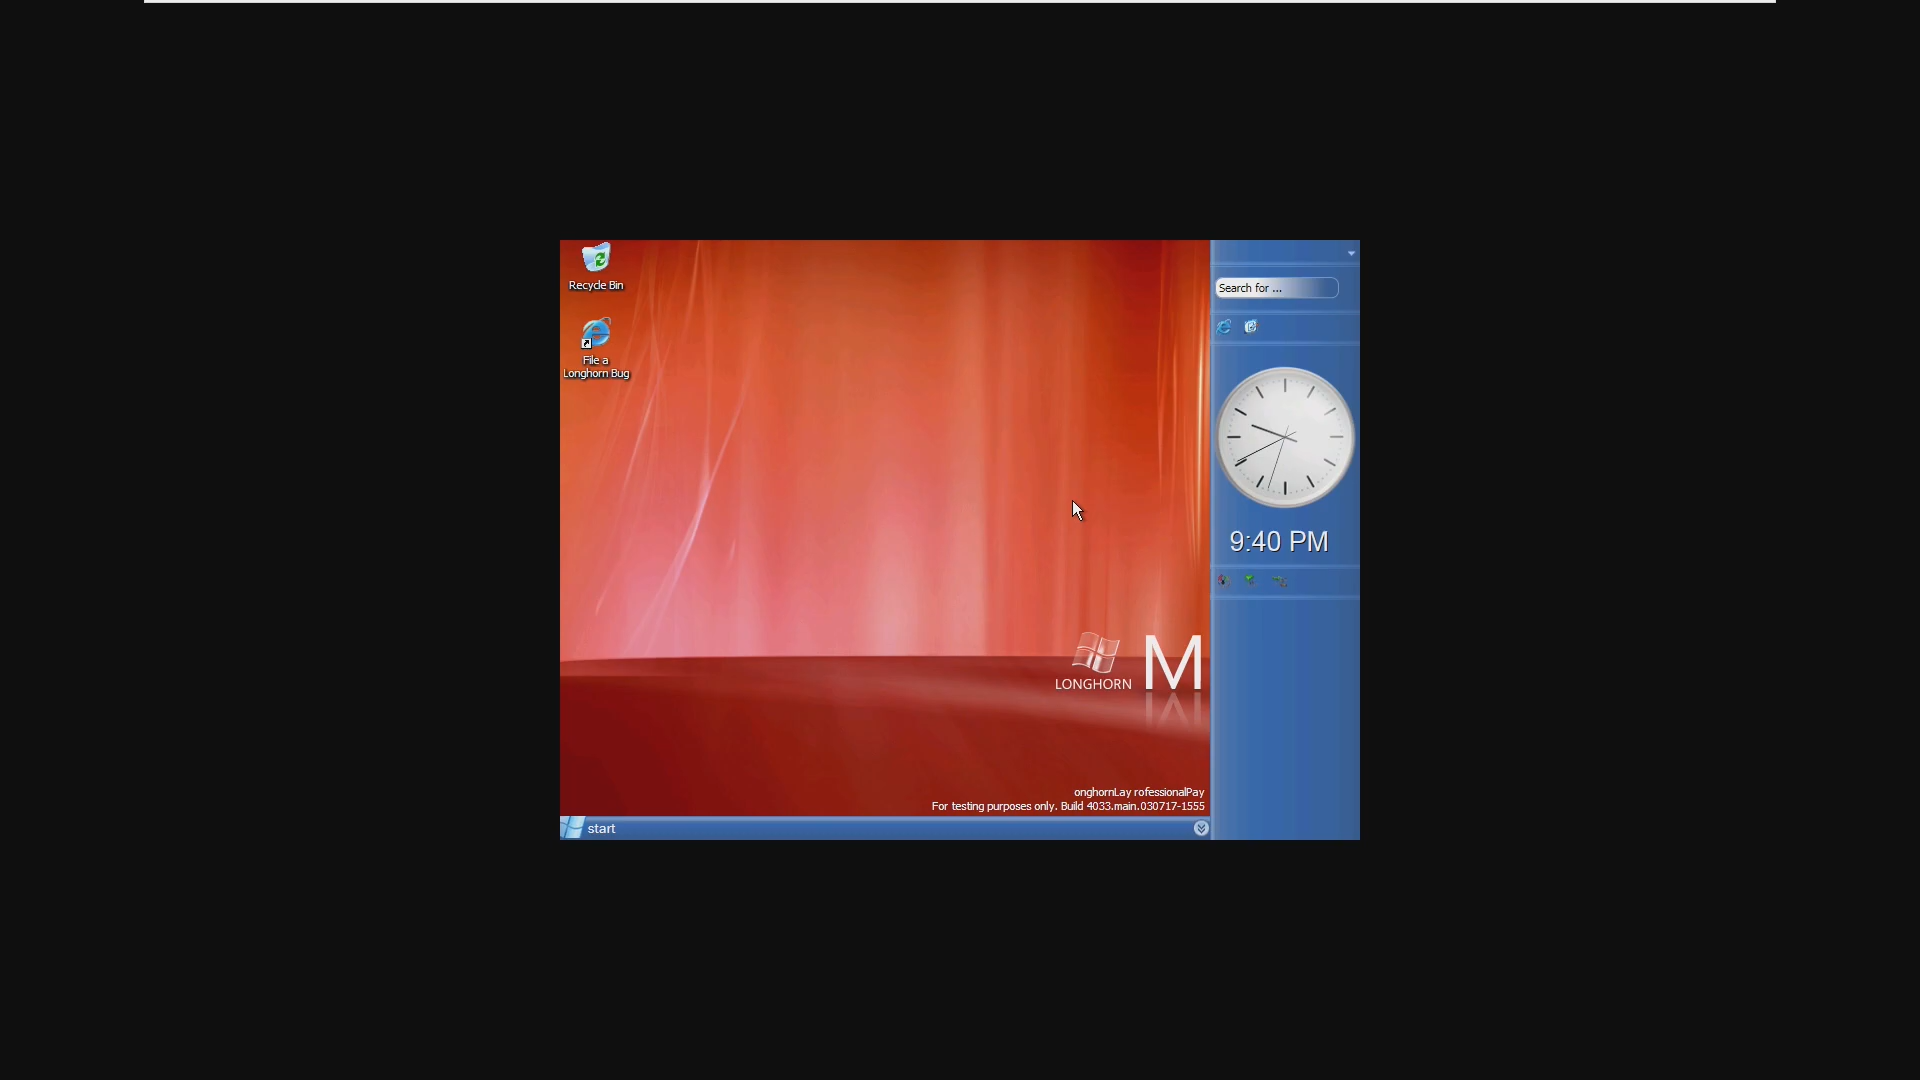 Recycle Bin
File a
Longhorn Bug
Search for ...
9:40 PM
LONGHORN M
onghornLay rofessionalPay
For testing purposes only. Build 4033.main.030717-1555
start